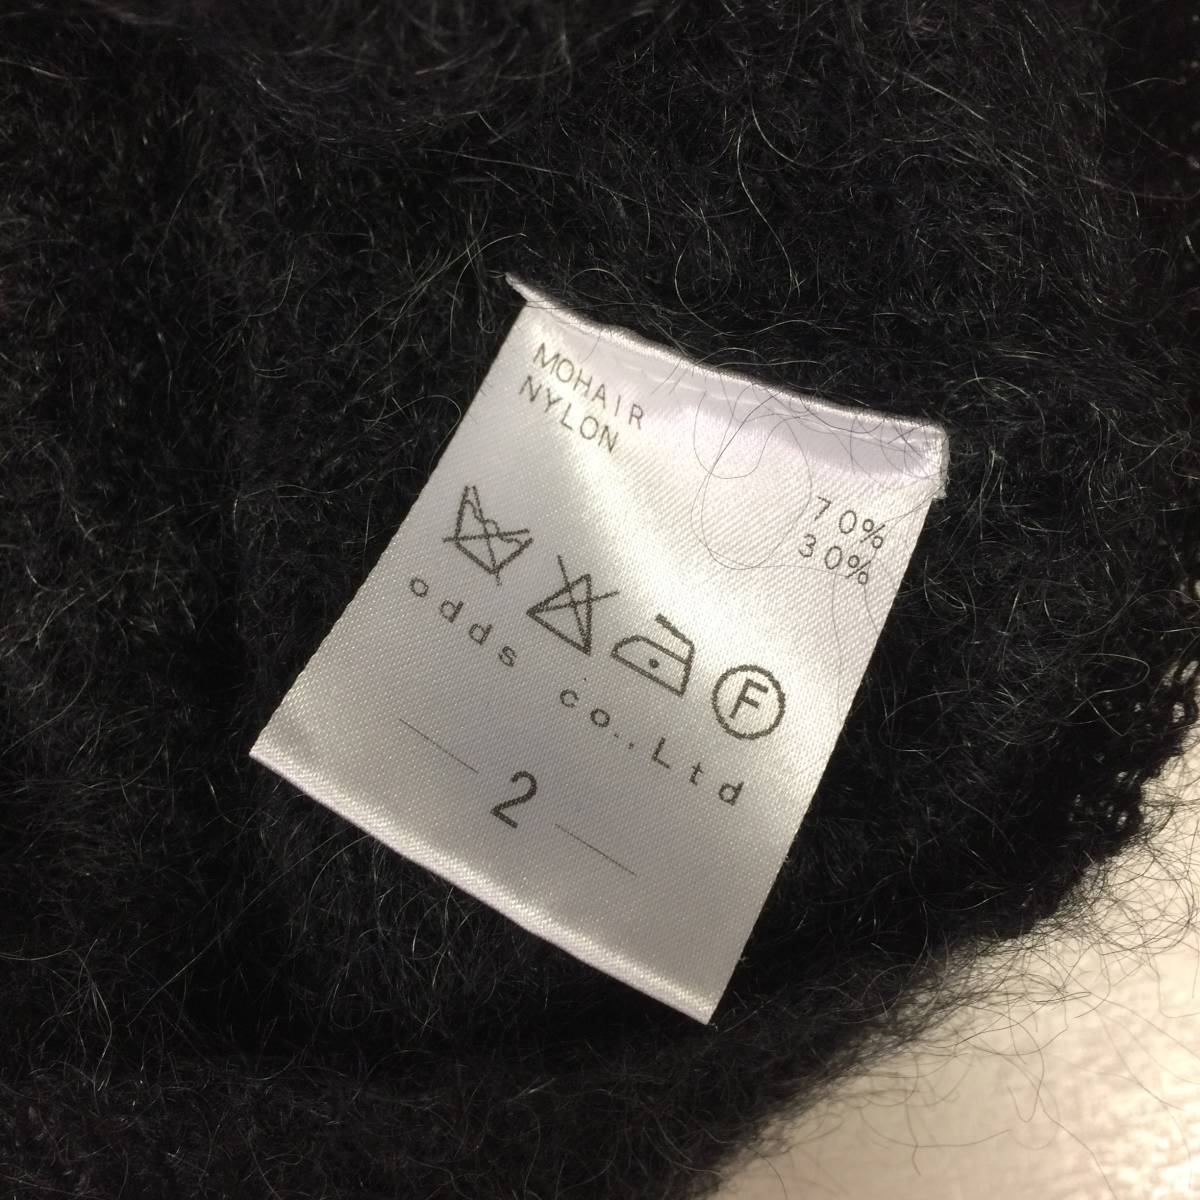 MOHAIR 70%
NYLON 30%
F
odds co.,Ltd
2